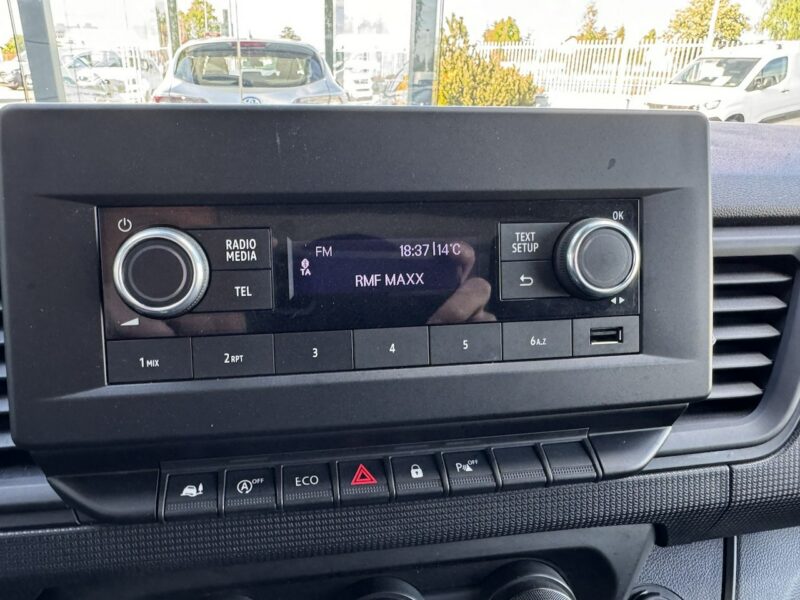 OK
RADIO
MEDIA
TEL
FM 18:37 14°C
TA
RMF MAXX
TEXT
SETUP
1 MIX 2 RPT 3 4 5 6 A.Z
A OFF ECO P OFF